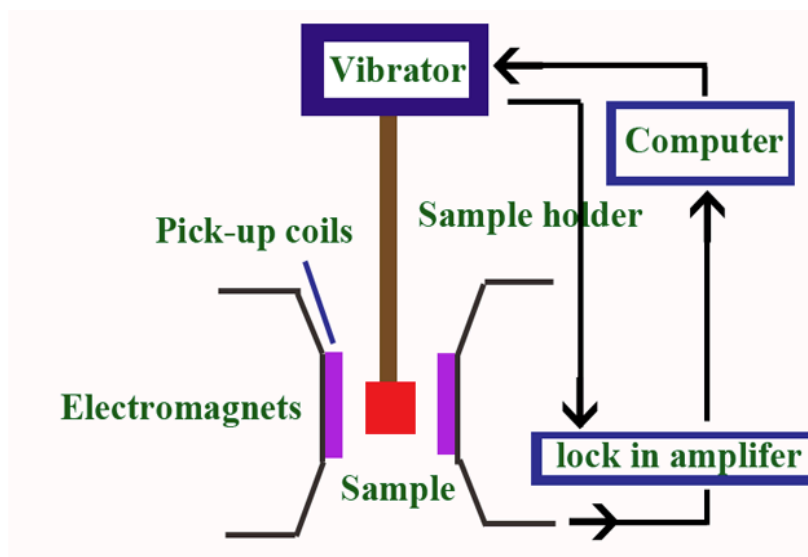 Vibrator
Computer
Sample holder
Pick-up coils
Electromagnets
lock in amplifer
Sample